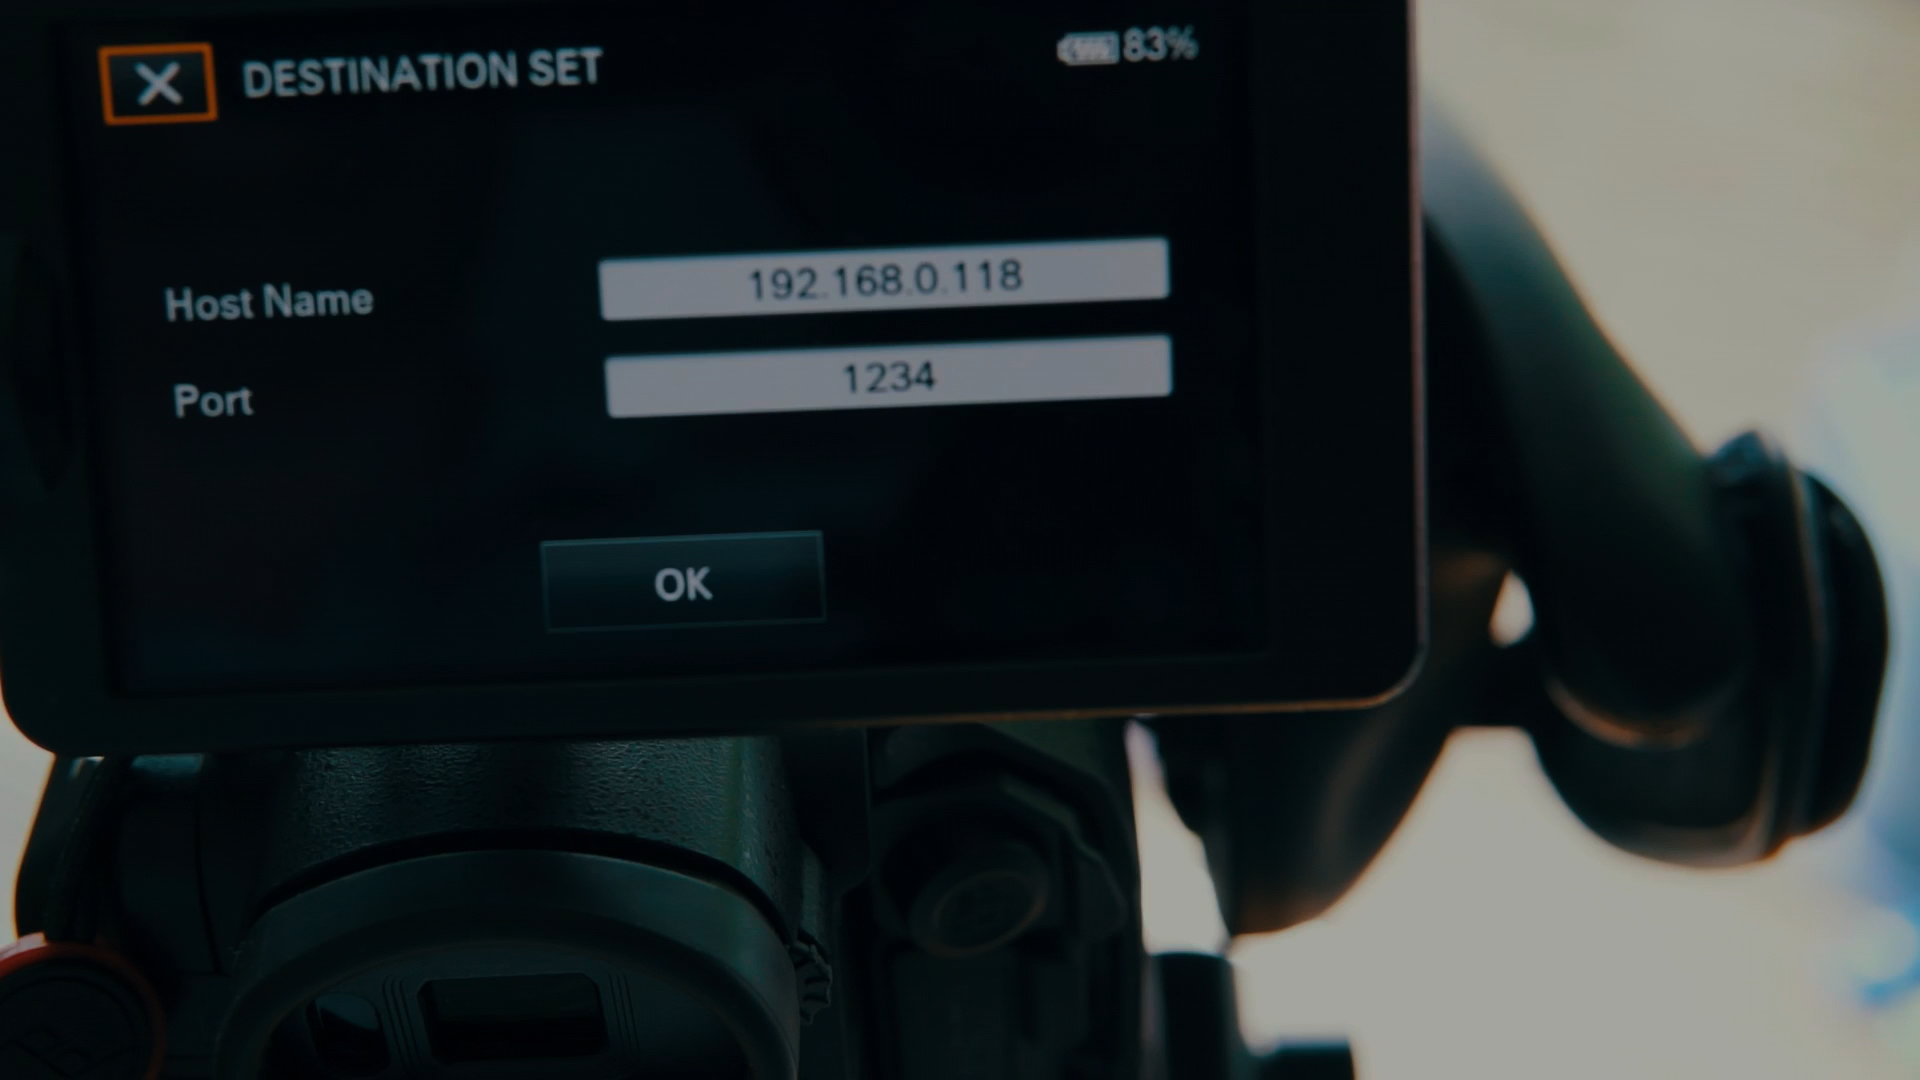 X DESTINATION SET 83%
Host Name 192.168.0.118
Port 1234
OK